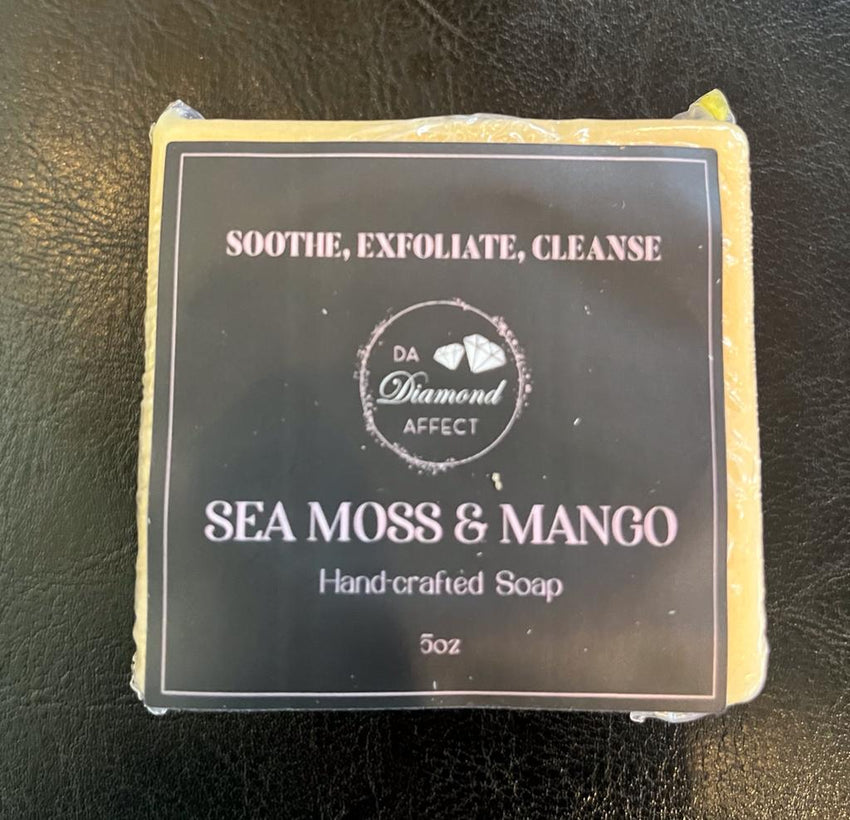 SOOTHE, EXFOLIATE, CLEANSE
DA
Diamond
AFFECT
SEA MOSS & MANGO
Hand-crafted Soap
5oz